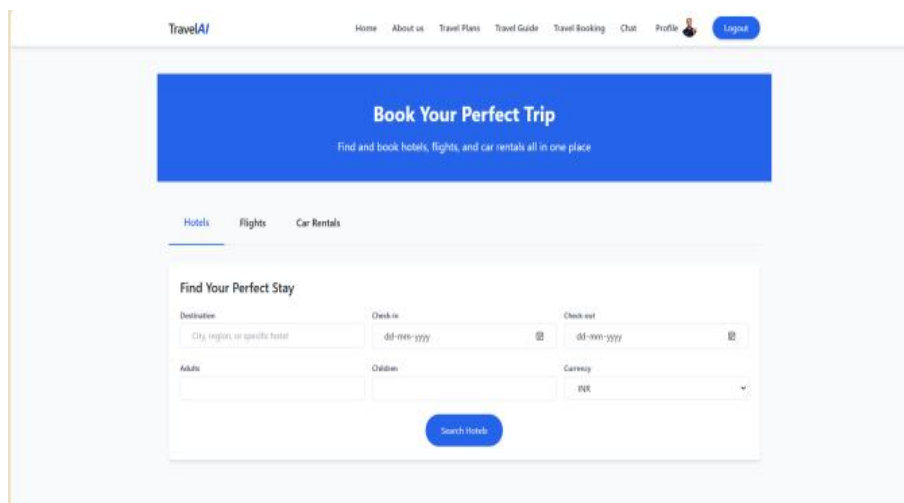 TravelAI
Home About us Travel Plans Travel Guide Travel Booking Chat Profile Logout
Book Your Perfect Trip
Find and book hotels, flights, and car rentals all in one place
Hotels Flights Car Rentals
Find Your Perfect Stay
Destination Check-in Check-out
City, region, or specific hotel dd-mm-yyyy dd-mm-yyyy
Adults Children Currency
INR
Search Hotels